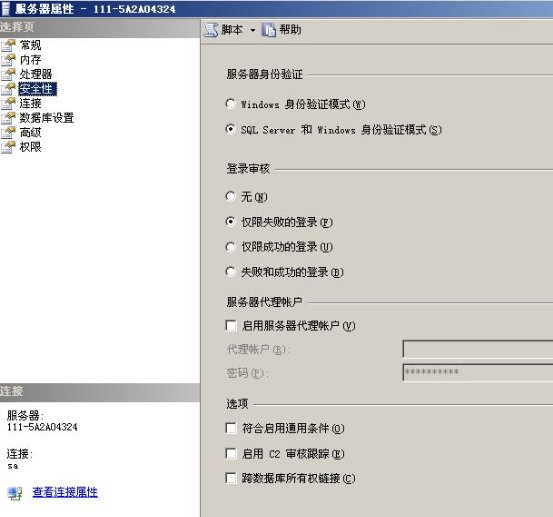 服务器属性 - 111-5A2A04324
选择页
常规
内存
处理器
安全性
连接
数据库设置
高级
权限
脚本
帮助
服务器身份验证
Windows 身份验证模式(W)
SQL Server 和 Windows 身份验证模式(S)
登录审核
无(N)
仅限失败的登录(F)
仅限成功的登录(U)
失败和成功的登录(B)
服务器代理帐户
启用服务器代理帐户(V)
代理帐户(R):
密码(P):
**********
选项
符合启用通用条件(O)
启用 C2 审核跟踪(E)
跨数据库所有权链接(C)
连接
服务器:
111-5A2A04324
连接:
sa
查看连接属性